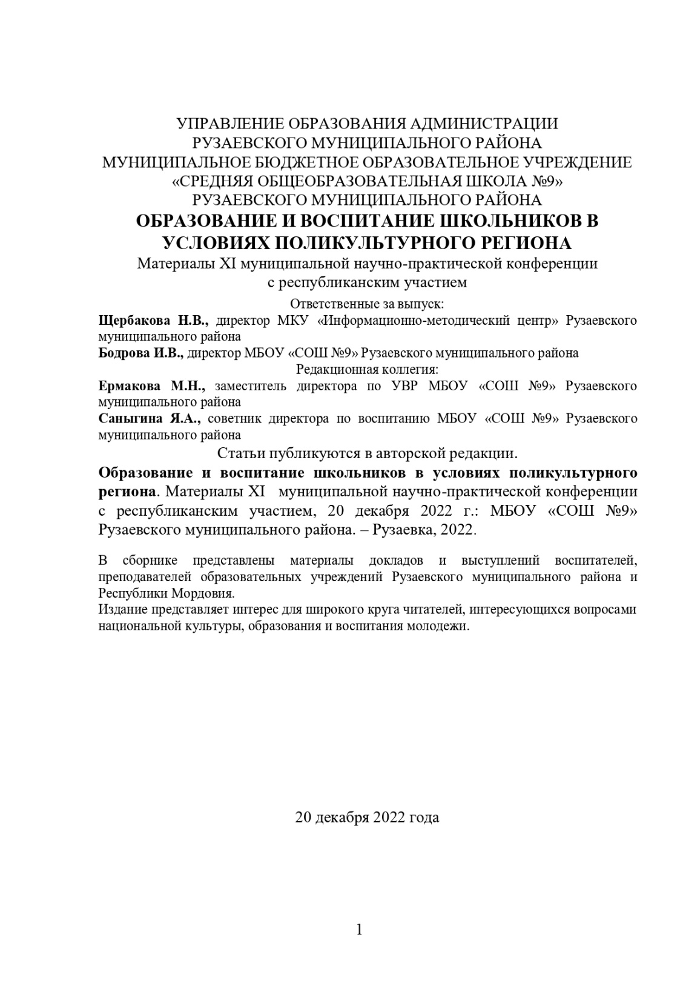 УПРАВЛЕНИЕ ОБРАЗОВАНИЯ АДМИНИСТРАЦИИ
РУЗАЕВСКОГО МУНИЦИПАЛЬНОГО РАЙОНА
МУНИЦИПАЛЬНОЕ БЮДЖЕТНОЕ ОБРАЗОВАТЕЛЬНОЕ УЧРЕЖДЕНИЕ
«СРЕДНЯЯ ОБЩЕОБРАЗОВАТЕЛЬНАЯ ШКОЛА №9»
РУЗАЕВСКОГО МУНИЦИПАЛЬНОГО РАЙОНА
ОБРАЗОВАНИЕ И ВОСПИТАНИЕ ШКОЛЬНИКОВ В
УСЛОВИЯХ ПОЛИКУЛЬТУРНОГО РЕГИОНА
Материалы XI муниципальной научно-практической конференции
с республиканским участием
Ответственные за выпуск:
Щербакова Н.В., директор МКУ «Информационно-методический центр» Рузаевского
муниципального района
Бодрова И.В., директор МБОУ «СОШ №9» Рузаевского муниципального района
Редакционная коллегия:
Ермакова М.Н., заместитель директора по УВР МБОУ «СОШ №9» Рузаевского
муниципального района
Саныгина Я.А., советник директора по воспитанию МБОУ «СОШ №9» Рузаевского
муниципального района
Статьи публикуются в авторской редакции.
Образование и воспитание школьников в условиях поликультурного
региона. Материалы XI муниципальной научно-практической конференции
с республиканским участием, 20 декабря 2022 г.: МБОУ «СОШ №9»
Рузаевского муниципального района. – Рузаевка, 2022.
В сборнике представлены материалы докладов и выступлений воспитателей,
преподавателей образовательных учреждений Рузаевского муниципального района и
Республики Мордовия.
Издание представляет интерес для широкого круга читателей, интересующихся вопросами
национальной культуры, образования и воспитания молодежи.
20 декабря 2022 года
1